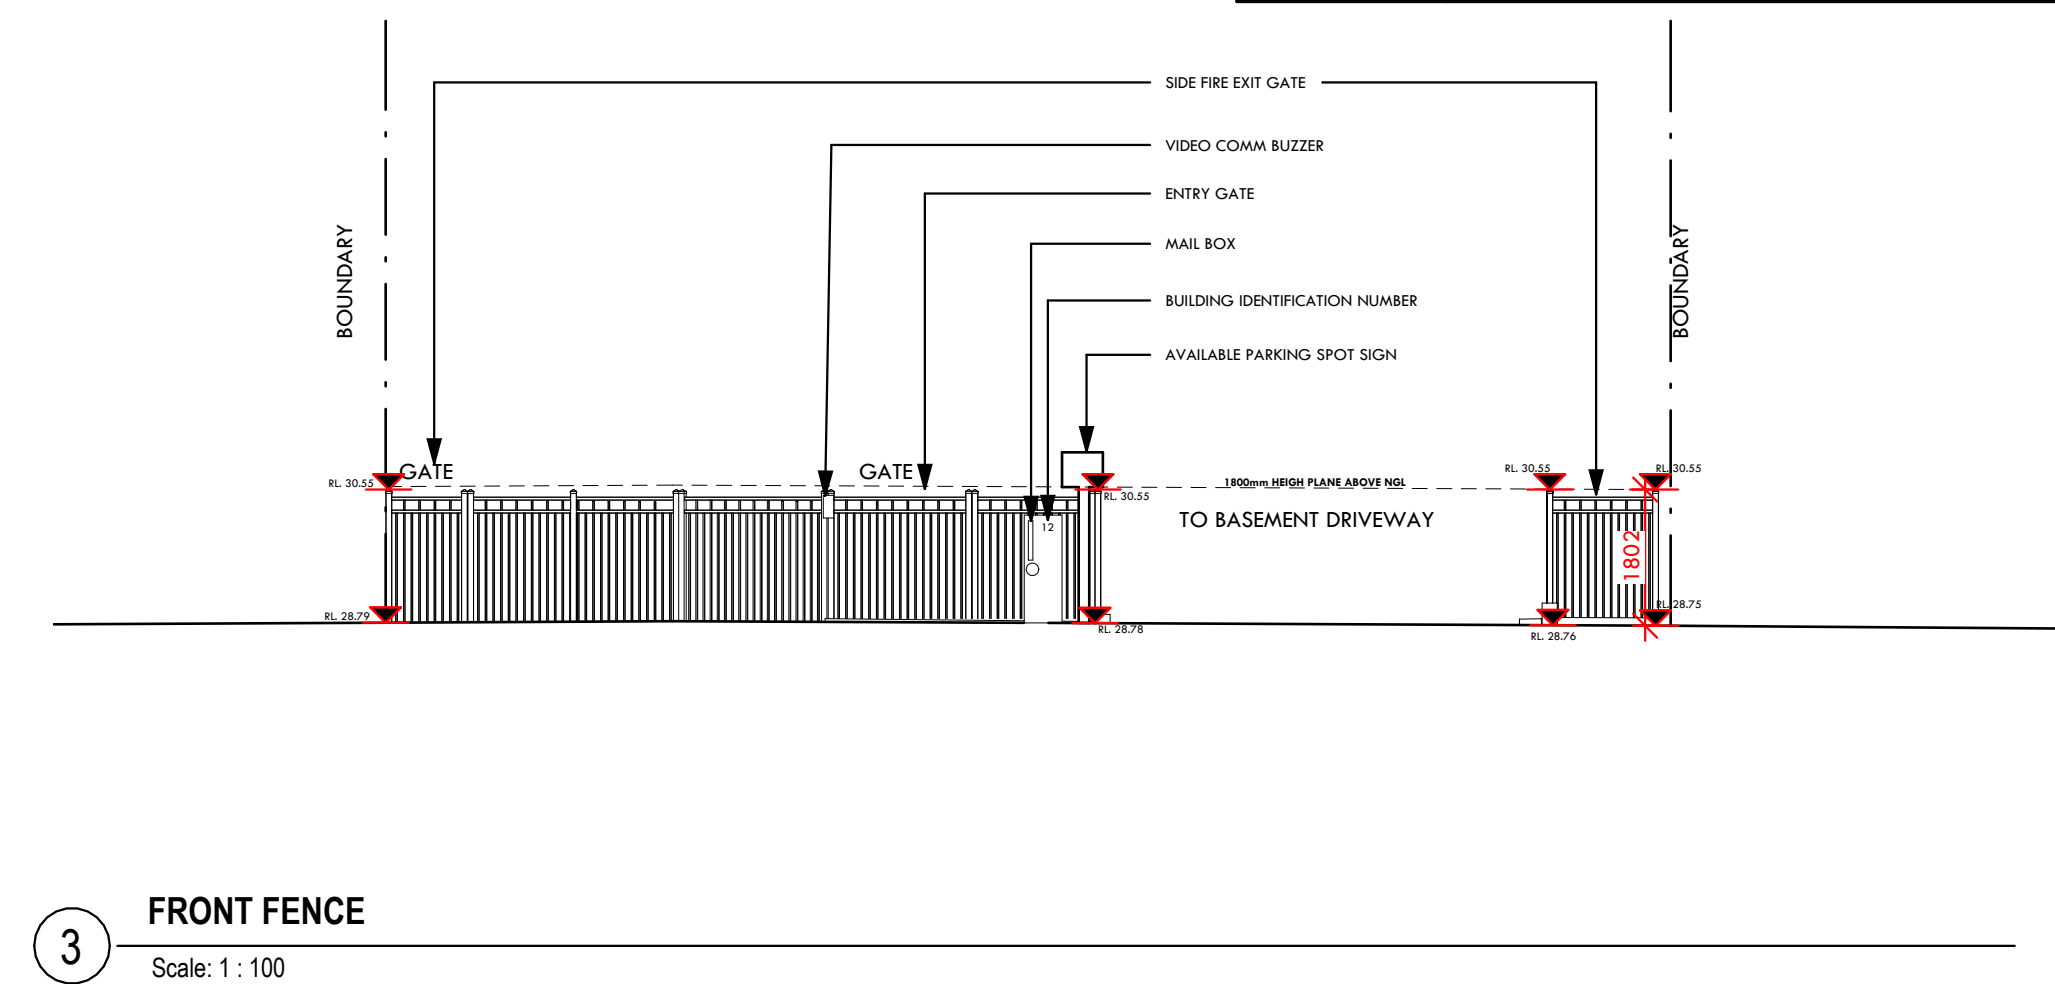 SIDE FIRE EXIT GATE
VIDEO COMM BUZZER
ENTRY GATE
MAIL BOX
BUILDING IDENTIFICATION NUMBER
AVAILABLE PARKING SPOT SIGN
BOUNDARY
BOUNDARY
GATE
GATE
RL. 30.55
RL. 30.55
RL. 30.55
RL. 30.55
1800mm HEIGH PLANE ABOVE NGL
TO BASEMENT DRIVEWAY
12
1802
RL. 28.79
RL. 28.78
RL. 28.76
RL. 28.75
3
FRONT FENCE
Scale: 1 : 100